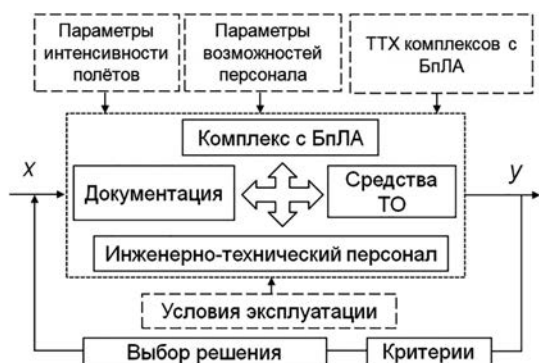 Параметры
интенсивности
полётов
Параметры
возможностей
персонала
ТТХ комплексов с
БпЛА
Комплекс с БпЛА
x
Документация
Средства
ТО
y
Инженерно-технический персонал
Условия эксплуатации
Выбор решения
Критерии